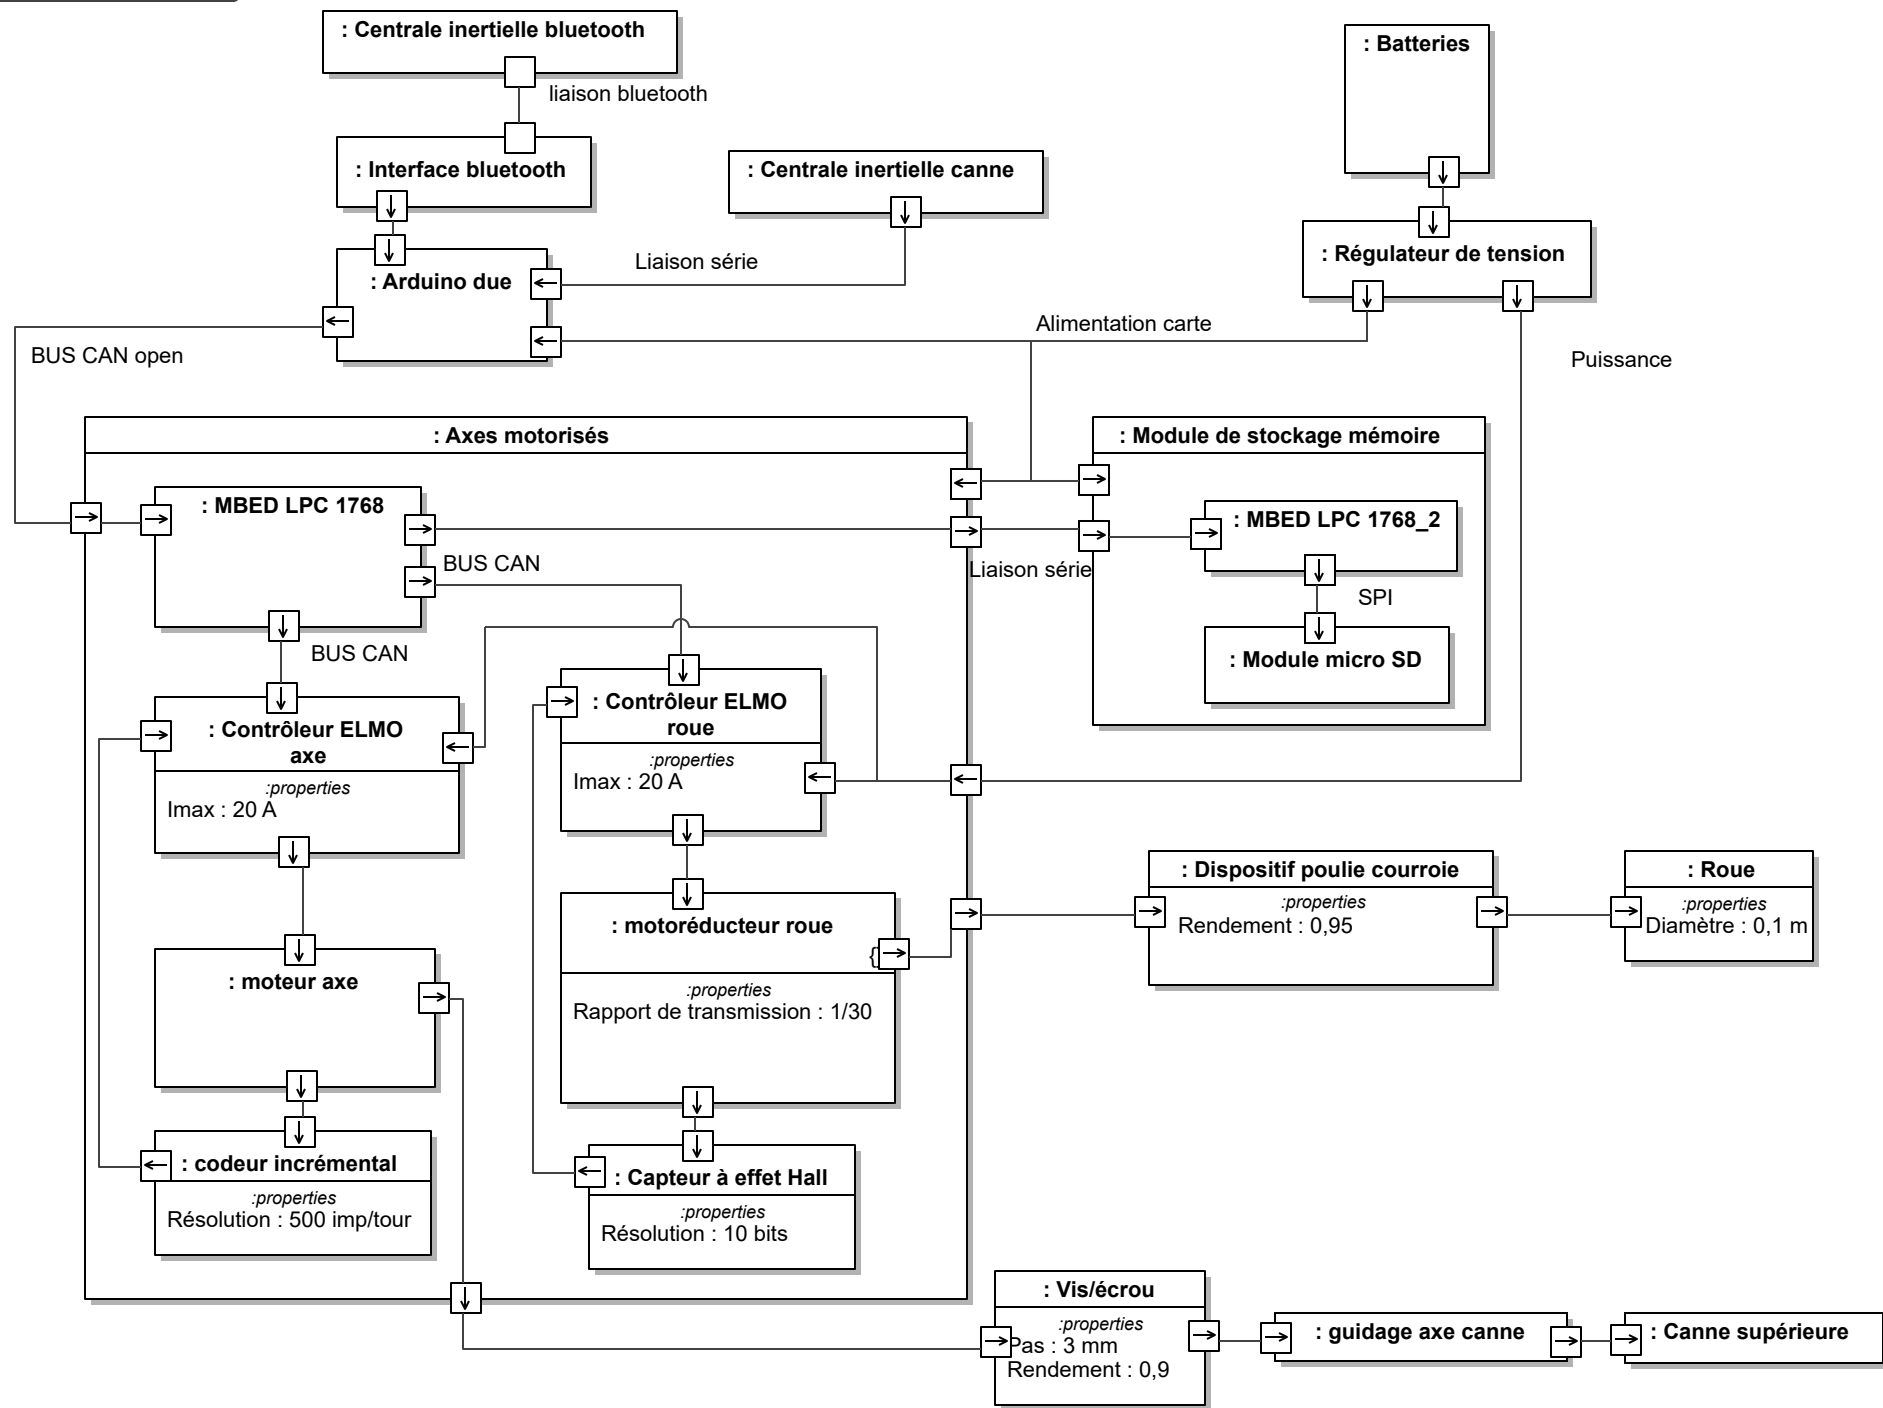 : Centrale inertielle bluetooth
: Batteries
liaison bluetooth
: Interface bluetooth
: Centrale inertielle canne
: Régulateur de tension
Liaison série
: Arduino due
Alimentation carte
BUS CAN open
Puissance
: Axes motorisés
: Module de stockage mémoire
: MBED LPC 1768
: MBED LPC 1768_2
BUS CAN
Liaison série
SPI
BUS CAN
: Module micro SD
: Contrôleur ELMO
axe
:properties
Imax : 20 A
: Contrôleur ELMO
roue
:properties
Imax : 20 A
: Dispositif poulie courroie
:properties
Rendement : 0,95
: Roue
:properties
Diamètre : 0,1 m
: motoréducteur roue
{
:properties
Rapport de transmission : 1/30
: moteur axe
: codeur incrémental
:properties
Résolution : 500 imp/tour
: Capteur à effet Hall
:properties
Résolution : 10 bits
: Vis/écrou
:properties
Pas : 3 mm
Rendement : 0,9
: guidage axe canne
: Canne supérieure